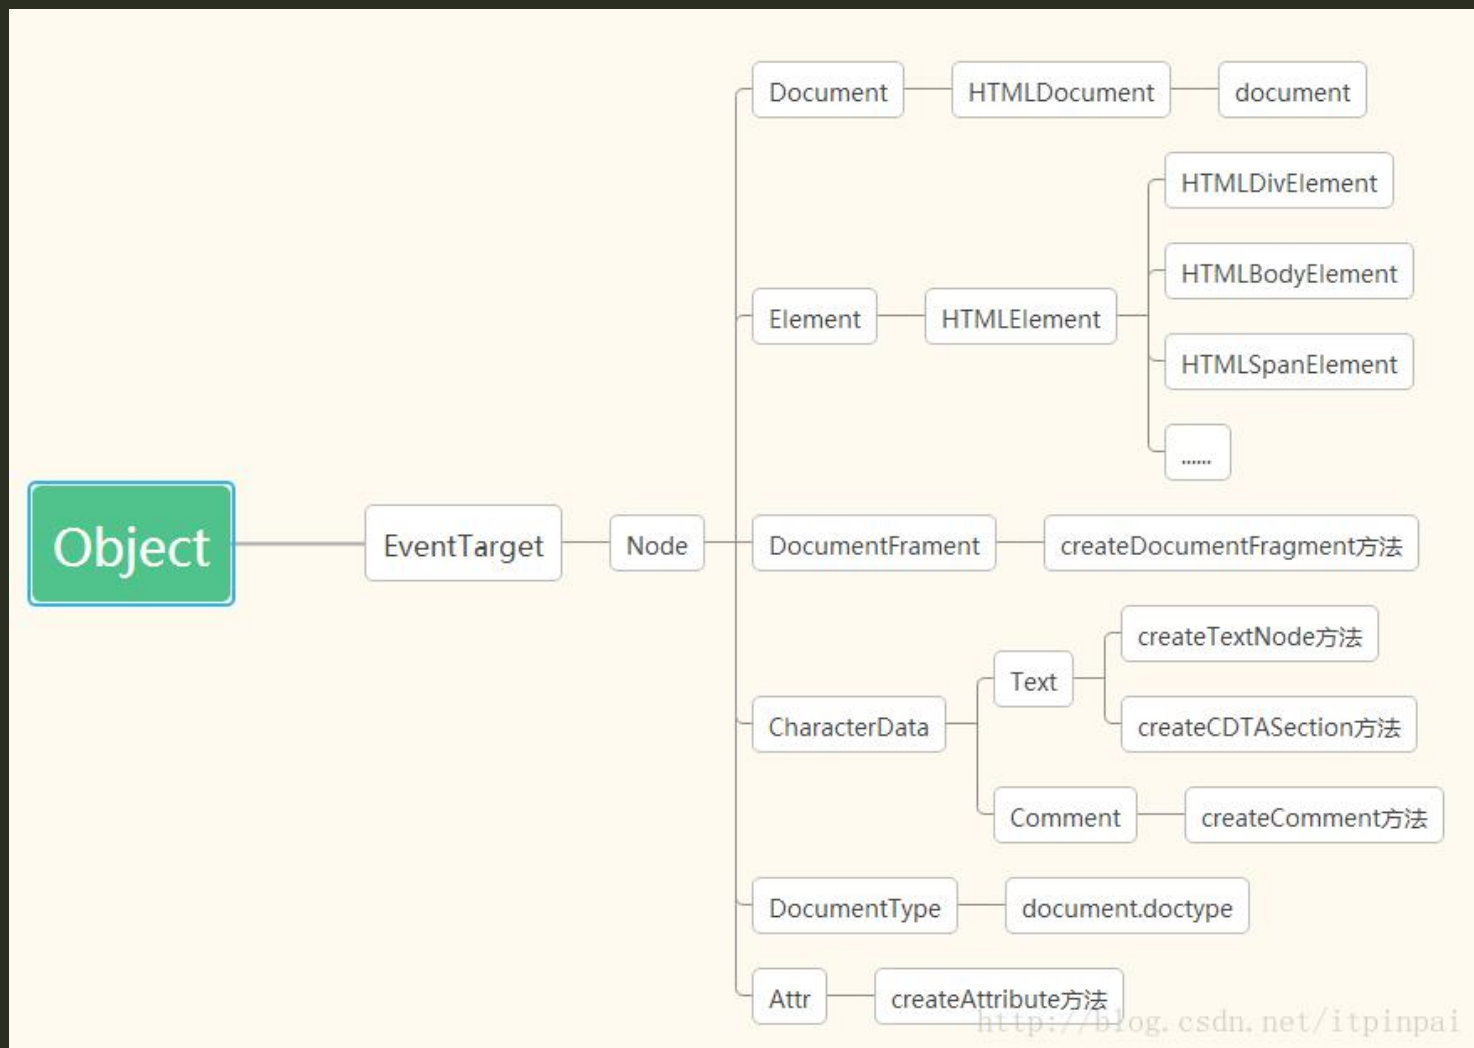 Document
HTMLDocument
document
HTMLDivElement
HTMLBodyElement
Element
HTMLElement
HTMLSpanElement
......
Object
EventTarget
Node
DocumentFrament
createDocumentFragment方法
createTextNode方法
Text
createCDTASection方法
CharacterData
Comment
createComment方法
DocumentType
document.doctype
Attr
createAttribute方法
http://blog.csdn.net/itpinpai